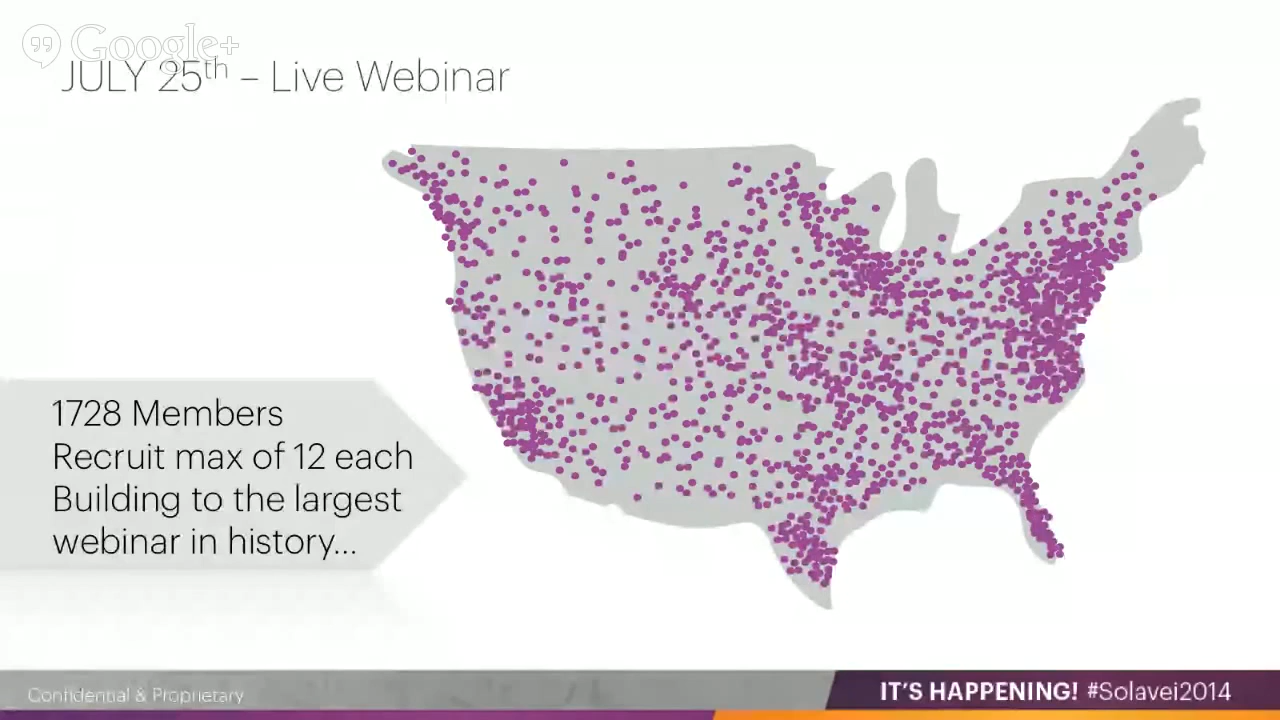 Google+
JULY 25th – Live Webinar
1728 Members
Recruit max of 12 each
Building to the largest
webinar in history...
Confidential & Proprietary
IT'S HAPPENING! #Solavei2014